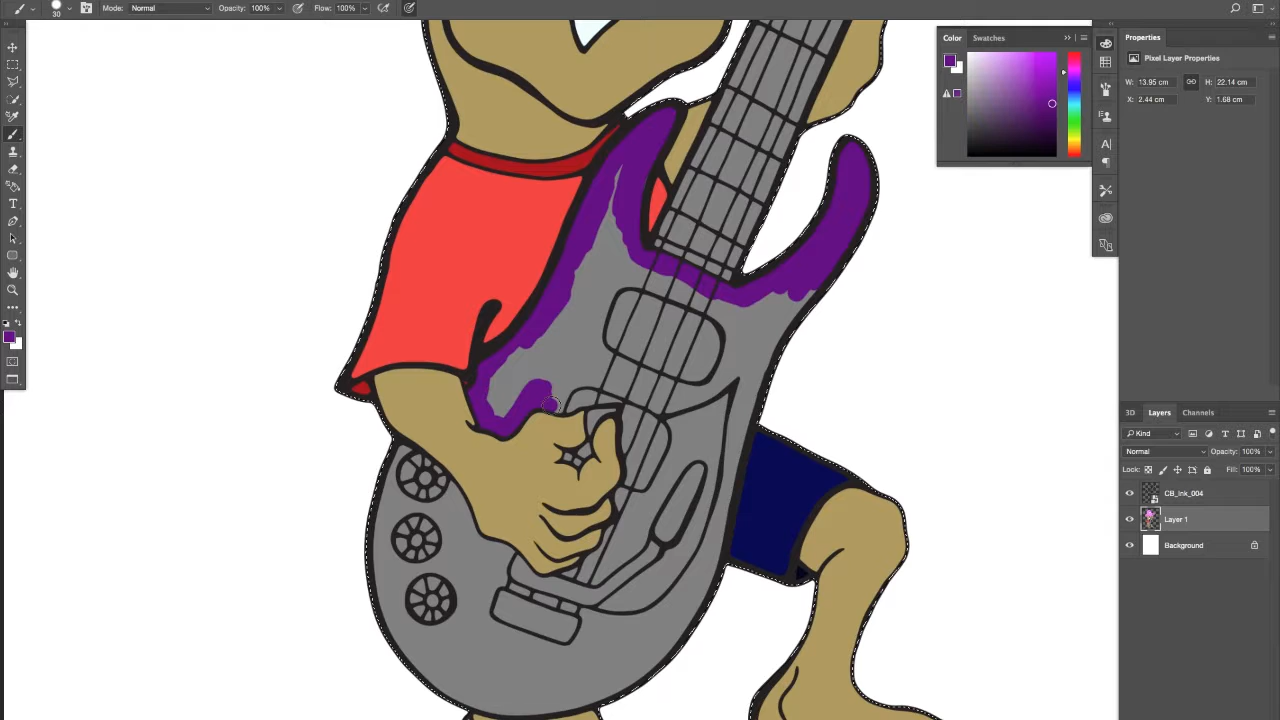 30
Mode: Normal
Opacity: 100%
Flow: 100%
Color
Swatches
Properties
Pixel Layer Properties
W: 13.95 cm
H: 22.14 cm
X: 2.44 cm
Y: 1.68 cm
3D
Layers
Channels
Kind
Normal
Opacity: 100%
Lock:
Fill: 100%
CB_Ink_004
Layer 1
Background